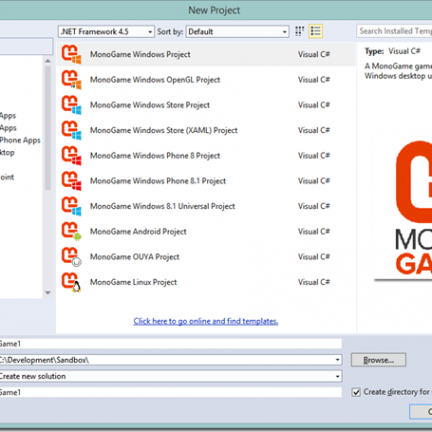 New Project
.NET Framework 4.5 Sort by: Default Search Installed Temp
Type: Visual C#
A MonoGame game
Windows desktop u
MonoGame Windows Project Visual C#
MonoGame Windows OpenGL Project Visual C#
MonoGame Windows Store Project Visual C#
MonoGame Windows Store (XAML) Project Visual C#
MonoGame Windows Phone 8 Project Visual C#
MonoGame Windows Phone 8.1 Project Visual C#
MonoGame Windows 8.1 Universal Project Visual C#
MonoGame Android Project Visual C#
MonoGame OUYA Project Visual C#
MonoGame Linux Project Visual C#
Apps
Apps
Phone Apps
ktop
oint
MO
GA
Click here to go online and find templates.
Game1
C:\Development\Sandbox\ Browse...
Create new solution
Game1 Create directory for